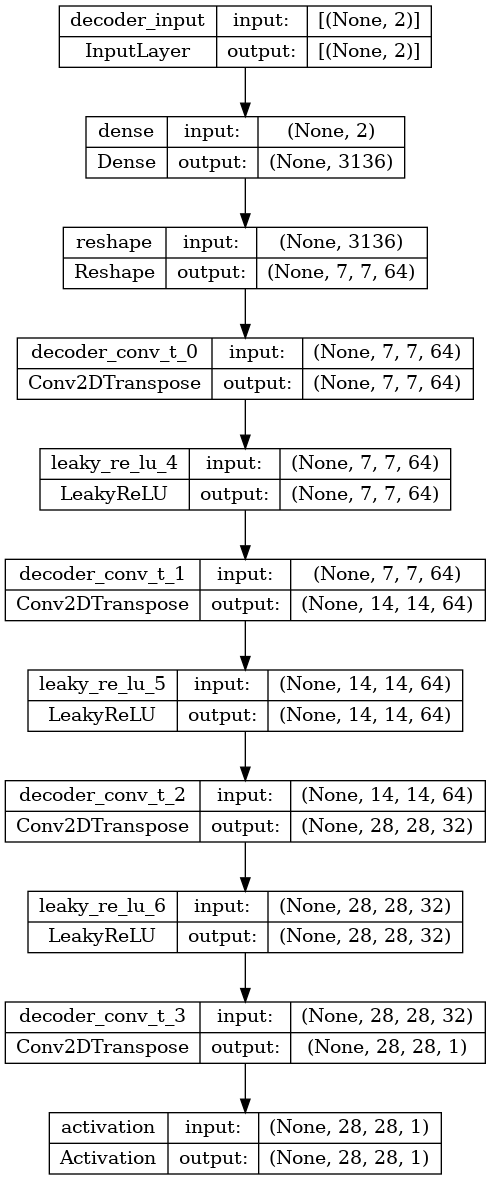 decoder_input input: [(None, 2)]
InputLayer output: [(None, 2)]
dense input: (None, 2)
Dense output: (None, 3136)
reshape input: (None, 3136)
Reshape output: (None, 7, 7, 64)
decoder_conv_t_0 input: (None, 7, 7, 64)
Conv2DTranspose output: (None, 7, 7, 64)
leaky_re_lu_4 input: (None, 7, 7, 64)
LeakyReLU output: (None, 7, 7, 64)
decoder_conv_t_1 input: (None, 7, 7, 64)
Conv2DTranspose output: (None, 14, 14, 64)
leaky_re_lu_5 input: (None, 14, 14, 64)
LeakyReLU output: (None, 14, 14, 64)
decoder_conv_t_2 input: (None, 14, 14, 64)
Conv2DTranspose output: (None, 28, 28, 32)
leaky_re_lu_6 input: (None, 28, 28, 32)
LeakyReLU output: (None, 28, 28, 32)
decoder_conv_t_3 input: (None, 28, 28, 32)
Conv2DTranspose output: (None, 28, 28, 1)
activation input: (None, 28, 28, 1)
Activation output: (None, 28, 28, 1)